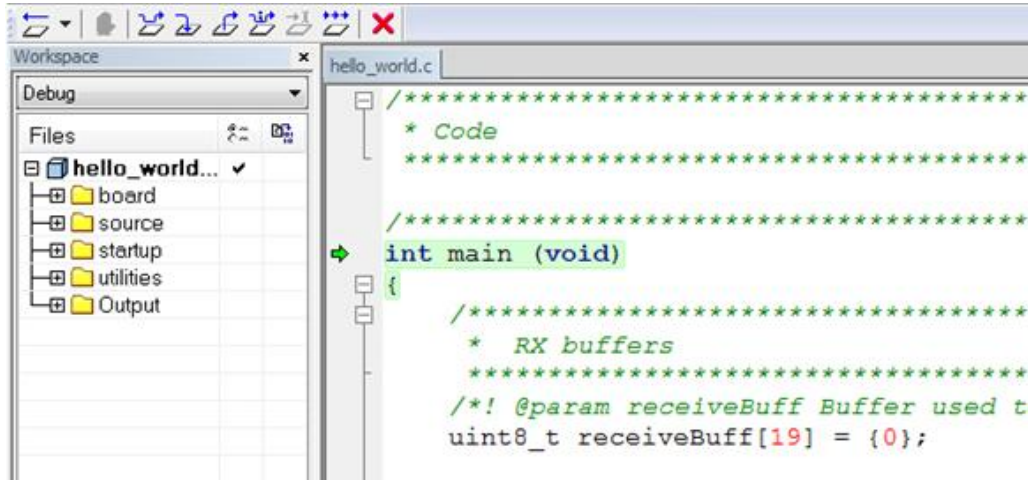 Workspace
Debug
Files
hello_world...
board
source
startup
utilities
Output
hello_world.c
/****************************************
* Code
****************************************
/****************************************
int main (void)
{
/***********************************
* RX buffers
***********************************
/*! @param receiveBuff Buffer used t
uint8_t receiveBuff[19] = {0};